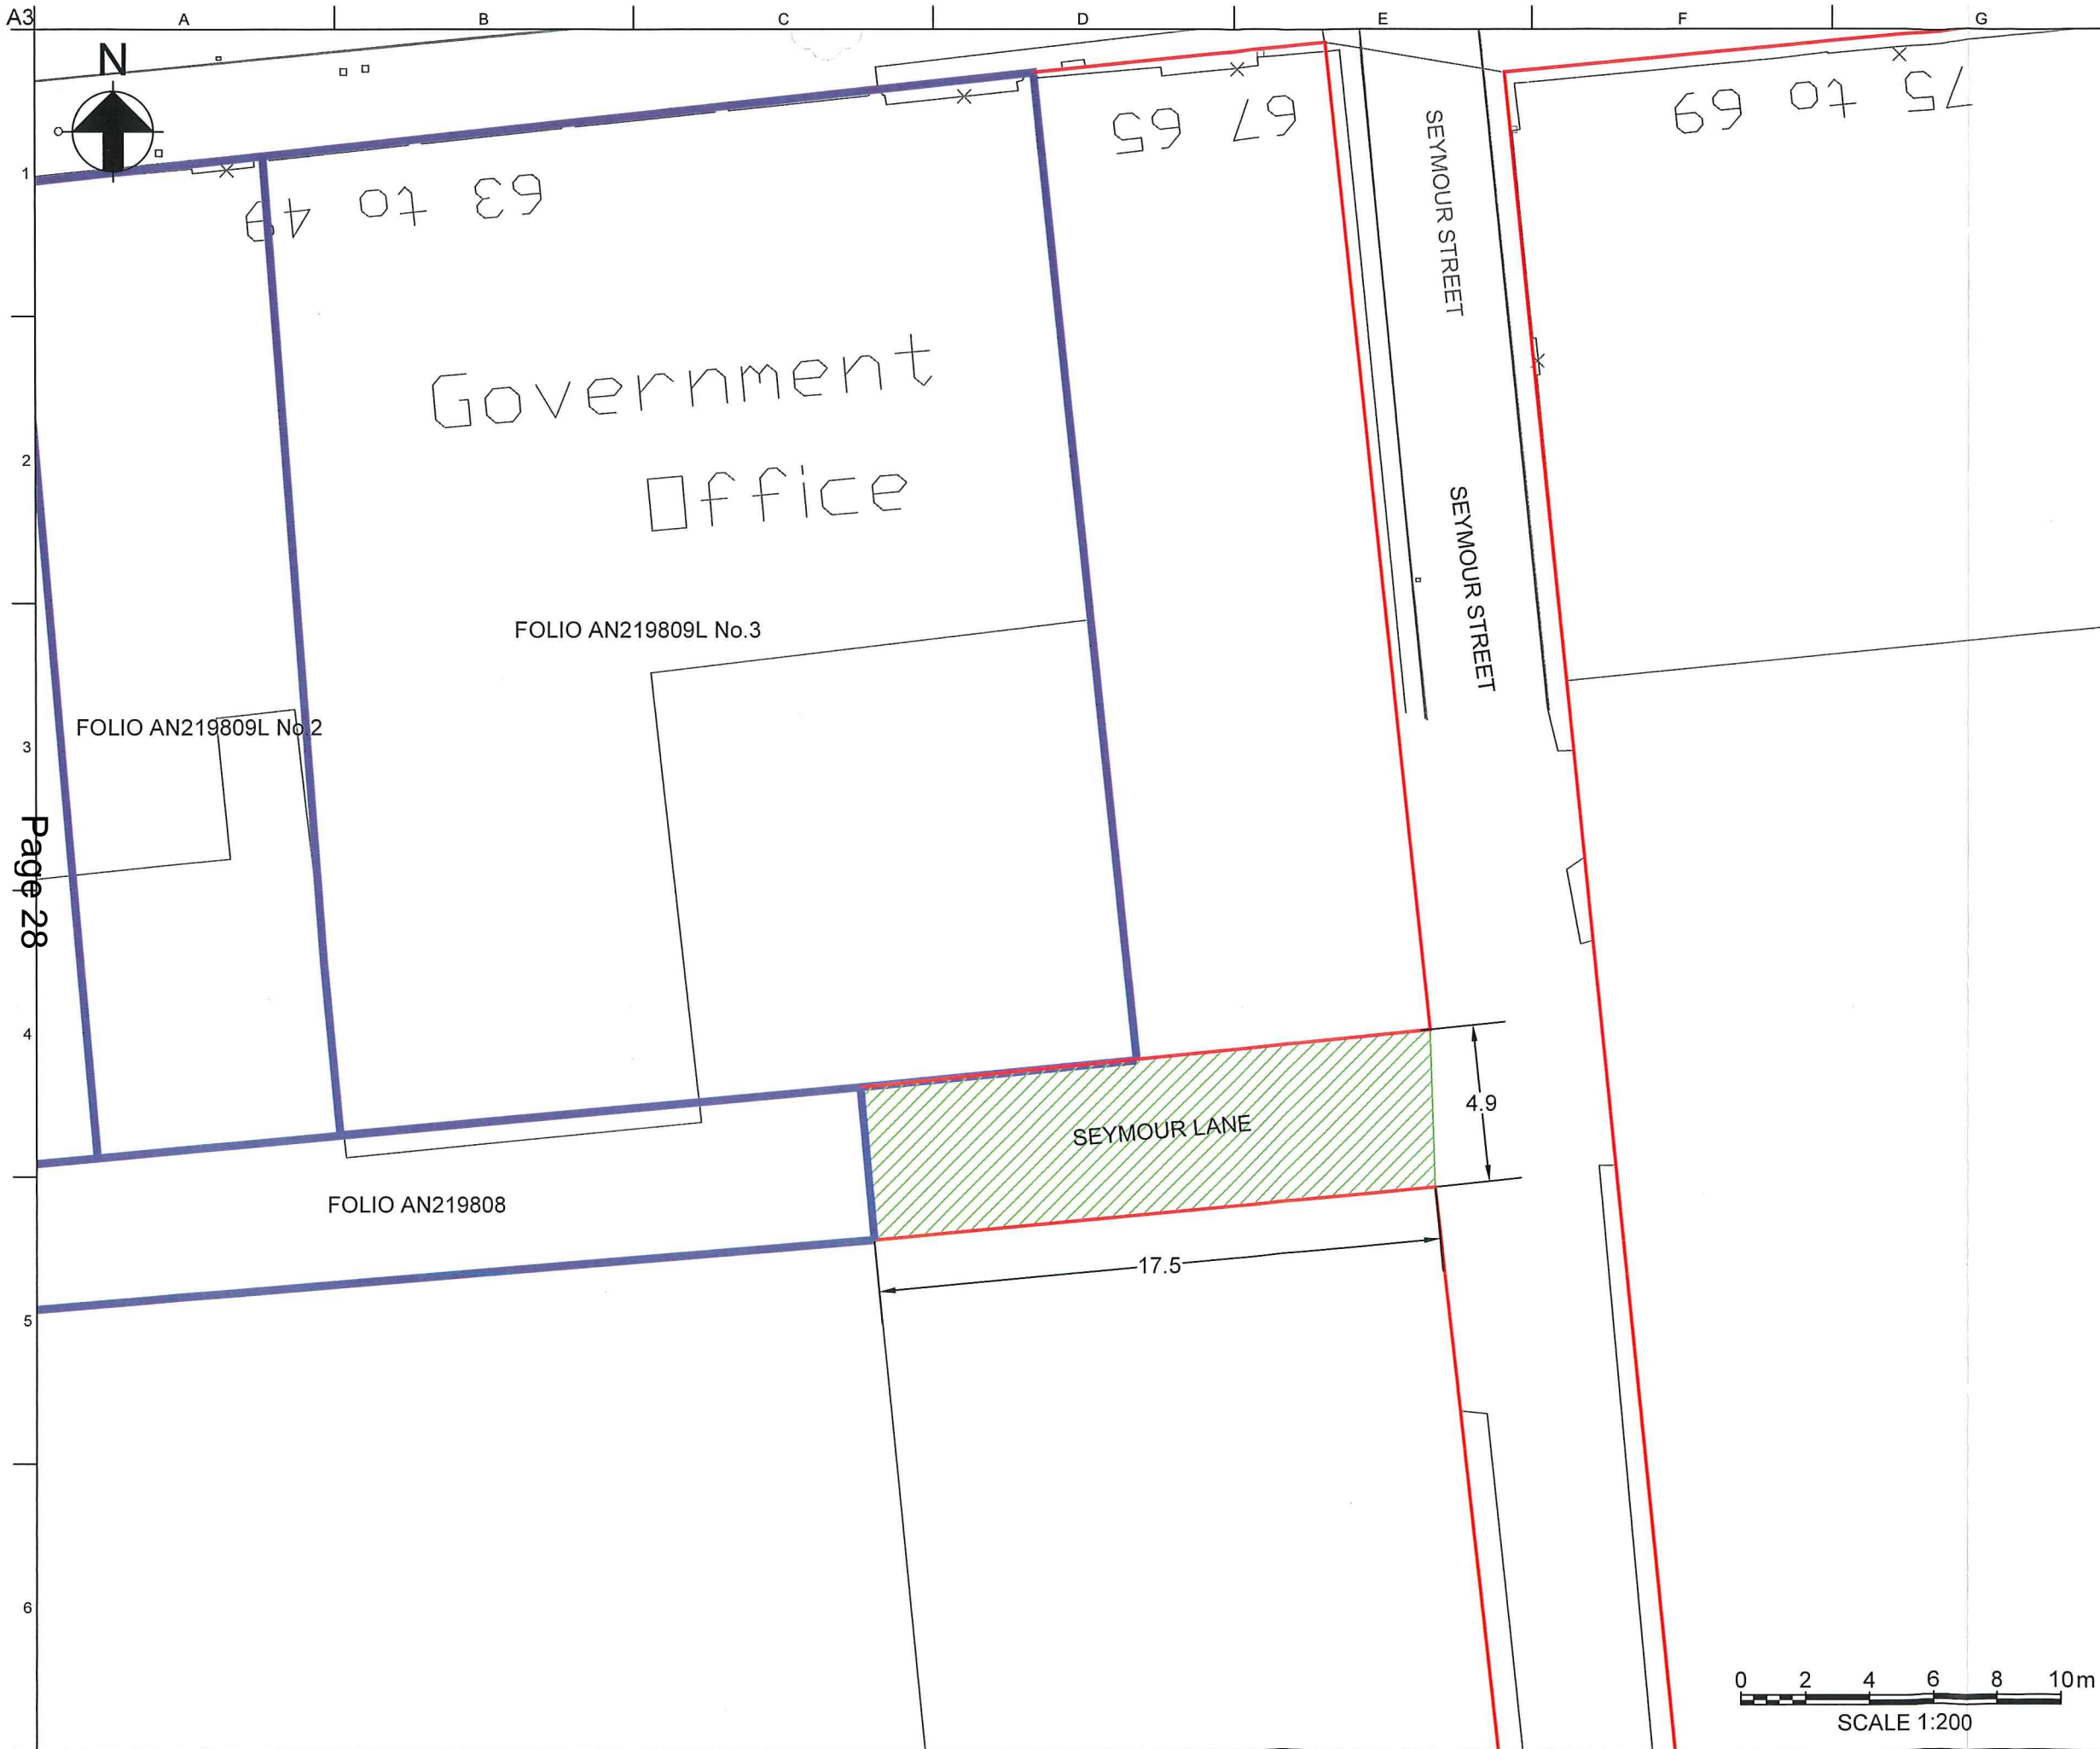 A3 A B C D E F G
N
1
2
3
4
5
6
63 to 49
67 65
75 to 69
SEYMOUR STREET
Government
Office
SEYMOUR STREET
FOLIO AN219809L No.3
FOLIO AN219809L No.2
Page 28
4.9
SEYMOUR LANE
FOLIO AN219808
17.5
0 2 4 6 8 10m
SCALE 1:200